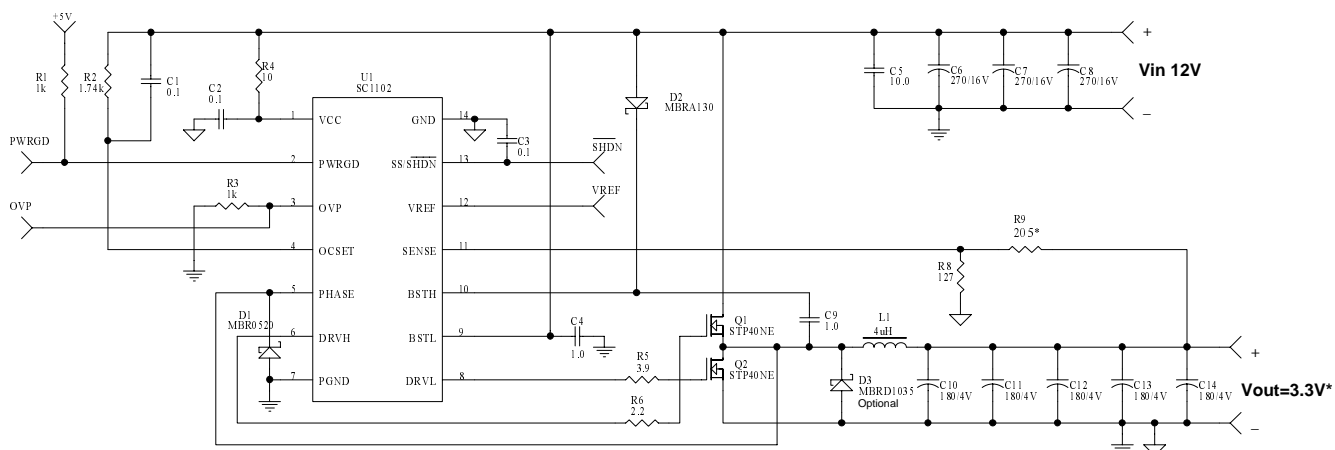 +5V
R1
1k
R2
1.74k
C1
0.1
R4
10
C2
0.1
U1
SC1102
1
VCC
GND
14
C3
0.1
PWRGD
2
PWRGD
SS/SHDN
13
SHDN
OVP
R3
1k
3
OVP
VREF
12
VREF
4
OCSET
SENSE
11
5
PHASE
BSTH
10
D1
MBR0520
6
DRVH
BSTL
9
7
PGND
DRVL
8
C4
1.0
R5
3.9
R6
2.2
D2
MBRA130
Q1
STP40NE
Q2
STP40NE
C9
1.0
R8
127
R9
205*
L1
4uH
D3
MBRD1035
Optional
C5
10.0
C6
270/16V
C7
270/16V
C8
270/16V
+
Vin 12V
_
C10
180/4V
C11
180/4V
C12
180/4V
C13
180/4V
C14
180/4V
+
Vout=3.3V*
_